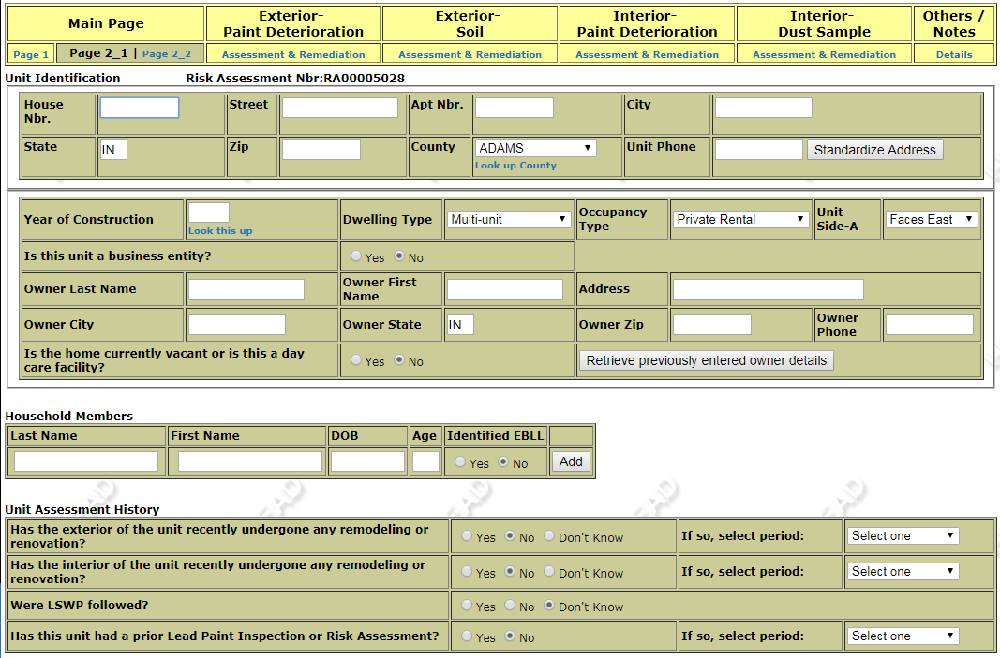 Main Page
Exterior-
Paint Deterioration
Exterior-
Soil
Interior-
Paint Deterioration
Interior-
Dust Sample
Others /
Notes
Page 1
Page 2_1 | Page 2_2
Assessment & Remediation
Assessment & Remediation
Assessment & Remediation
Assessment & Remediation
Details
Unit Identification Risk Assessment Nbr:RA00005028
House
Nbr.
Street
Apt Nbr.
City
State
IN
Zip
County
ADAMS
Look up County
Unit Phone
Standardize Address
Year of Construction
Look this up
Dwelling Type
Multi-unit
Occupancy
Type
Private Rental
Unit
Side-A
Faces East
Is this unit a business entity?
Yes No
Owner Last Name
Owner First
Name
Address
Owner City
Owner State
IN
Owner Zip
Owner
Phone
Is the home currently vacant or is this a day
care facility?
Yes No
Retrieve previously entered owner details
Household Members
Last Name
First Name
DOB
Age
Identified EBLL
Yes No
Add
Unit Assessment History
Has the exterior of the unit recently undergone any remodeling or
renovation?
Yes No Don't Know
If so, select period:
Select one
Has the interior of the unit recently undergone any remodeling or
renovation?
Yes No Don't Know
If so, select period:
Select one
Were LSWP followed?
Yes No Don't Know
Has this unit had a prior Lead Paint Inspection or Risk Assessment?
Yes No
If so, select period:
Select one